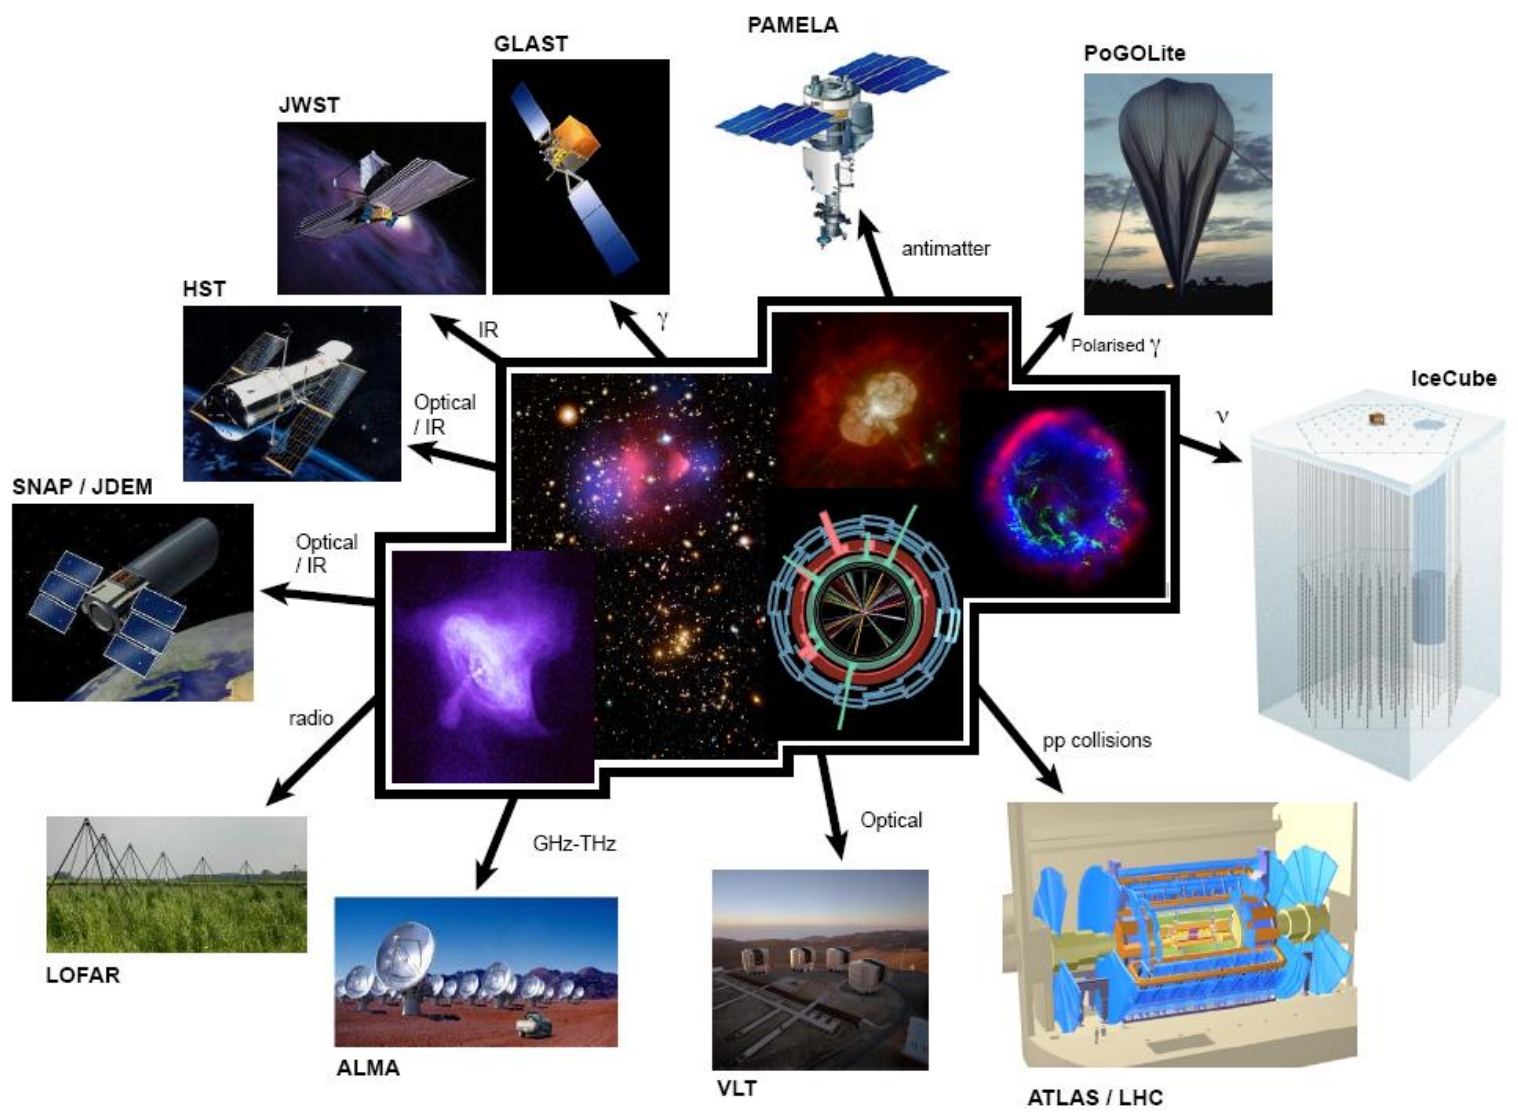 PAMELA
GLAST
PoGOLite
JWST
antimatter
HST
IR
γ
Polarised γ
IceCube
Optical
/ IR
ν
SNAP / JDEM
Optical
/ IR
radio
pp collisions
GHz-THz
Optical
LOFAR
ALMA
VLT
ATLAS / LHC